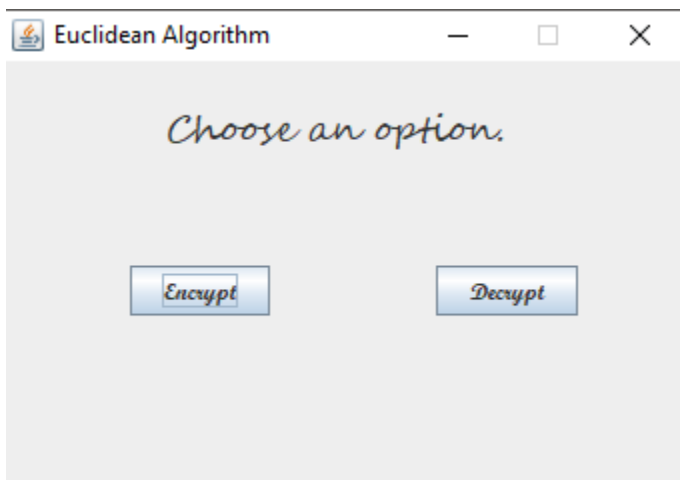 Euclidean Algorithm
Choose an option.
Encrypt Decrypt